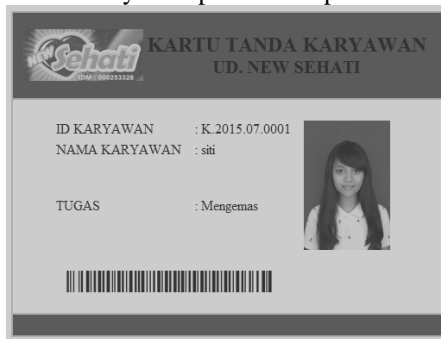 KARTU TANDA KARYAWAN
UD. NEW SEHATI
NEW Sehati
IDM : 000253328
ID KARYAWAN : K.2015.07.0001
NAMA KARYAWAN : siti
TUGAS : Mengemas